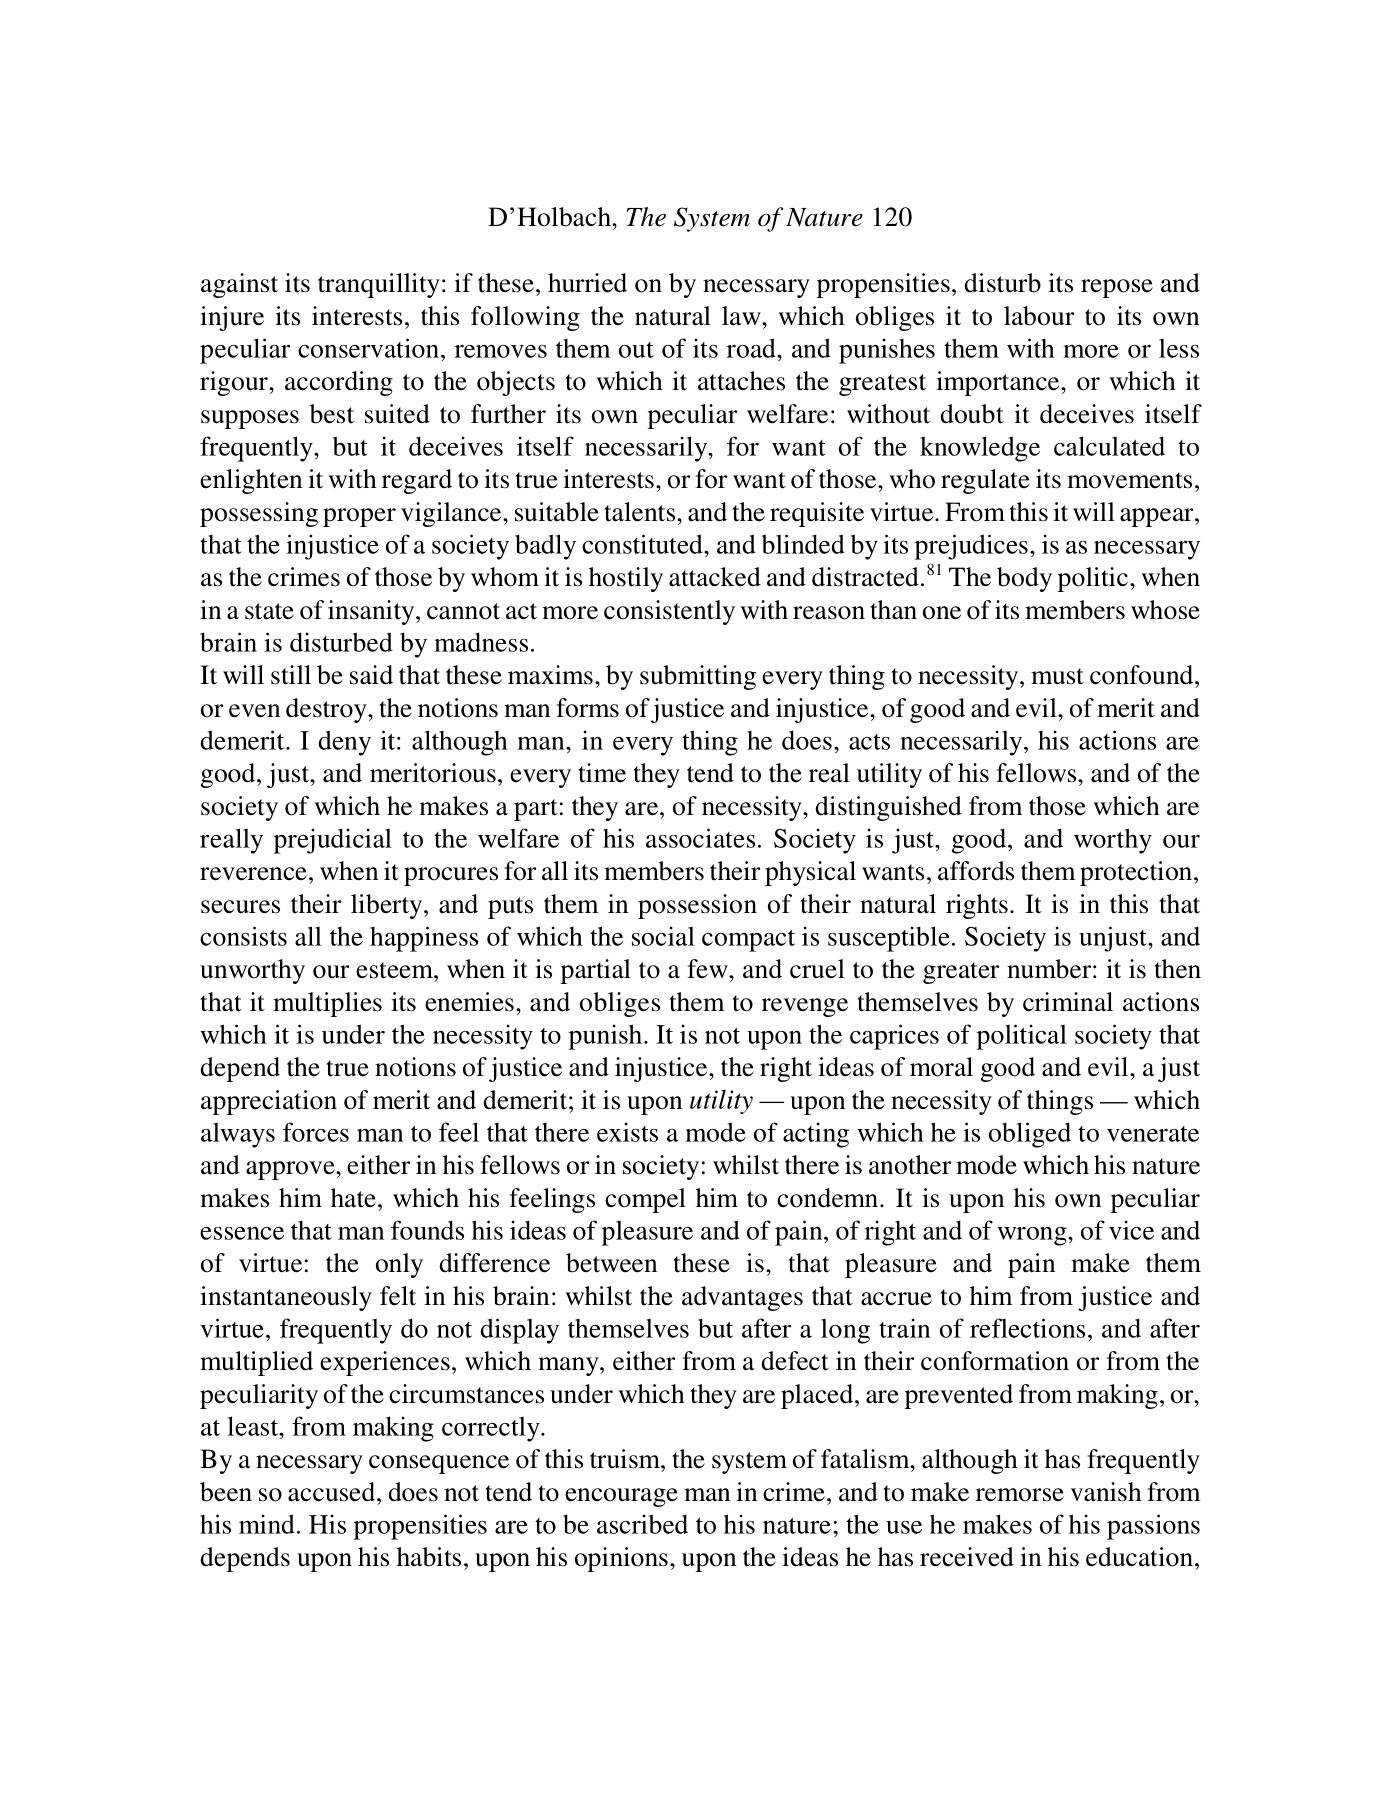 D’Holbach, The System of Nature 120
against its tranquillity: if these, hurried on by necessary propensities, disturb its repose and
injure its interests, this following the natural law, which obliges it to labour to its own
peculiar conservation, removes them out of its road, and punishes them with more or less
rigour, according to the objects to which it attaches the greatest importance, or which it
supposes best suited to further its own peculiar welfare: without doubt it deceives itself
frequently, but it deceives itself necessarily, for want of the knowledge calculated to
enlighten it with regard to its true interests, or for want of those, who regulate its movements,
possessing proper vigilance, suitable talents, and the requisite virtue. From this it will appear,
that the injustice of a society badly constituted, and blinded by its prejudices, is as necessary
as the crimes of those by whom it is hostily attacked and distracted.81 The body politic, when
in a state of insanity, cannot act more consistently with reason than one of its members whose
brain is disturbed by madness.
It will still be said that these maxims, by submitting every thing to necessity, must confound,
or even destroy, the notions man forms of justice and injustice, of good and evil, of merit and
demerit. I deny it: although man, in every thing he does, acts necessarily, his actions are
good, just, and meritorious, every time they tend to the real utility of his fellows, and of the
society of which he makes a part: they are, of necessity, distinguished from those which are
really prejudicial to the welfare of his associates. Society is just, good, and worthy our
reverence, when it procures for all its members their physical wants, affords them protection,
secures their liberty, and puts them in possession of their natural rights. It is in this that
consists all the happiness of which the social compact is susceptible. Society is unjust, and
unworthy our esteem, when it is partial to a few, and cruel to the greater number: it is then
that it multiplies its enemies, and obliges them to revenge themselves by criminal actions
which it is under the necessity to punish. It is not upon the caprices of political society that
depend the true notions of justice and injustice, the right ideas of moral good and evil, a just
appreciation of merit and demerit; it is upon utility — upon the necessity of things — which
always forces man to feel that there exists a mode of acting which he is obliged to venerate
and approve, either in his fellows or in society: whilst there is another mode which his nature
makes him hate, which his feelings compel him to condemn. It is upon his own peculiar
essence that man founds his ideas of pleasure and of pain, of right and of wrong, of vice and
of virtue: the only difference between these is, that pleasure and pain make them
instantaneously felt in his brain: whilst the advantages that accrue to him from justice and
virtue, frequently do not display themselves but after a long train of reflections, and after
multiplied experiences, which many, either from a defect in their conformation or from the
peculiarity of the circumstances under which they are placed, are prevented from making, or,
at least, from making correctly.
By a necessary consequence of this truism, the system of fatalism, although it has frequently
been so accused, does not tend to encourage man in crime, and to make remorse vanish from
his mind. His propensities are to be ascribed to his nature; the use he makes of his passions
depends upon his habits, upon his opinions, upon the ideas he has received in his education,